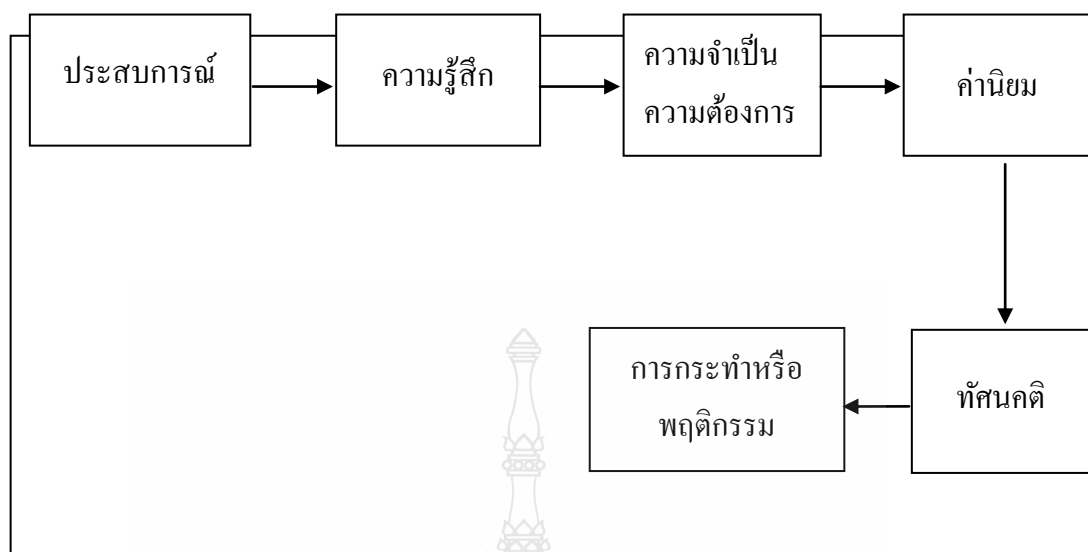 ประสบการณ์
ความรู้สึก
ความจำเป็น
ความต้องการ
ค่านิยม
ทัศนคติ
การกระทำหรือ
พฤติกรรม